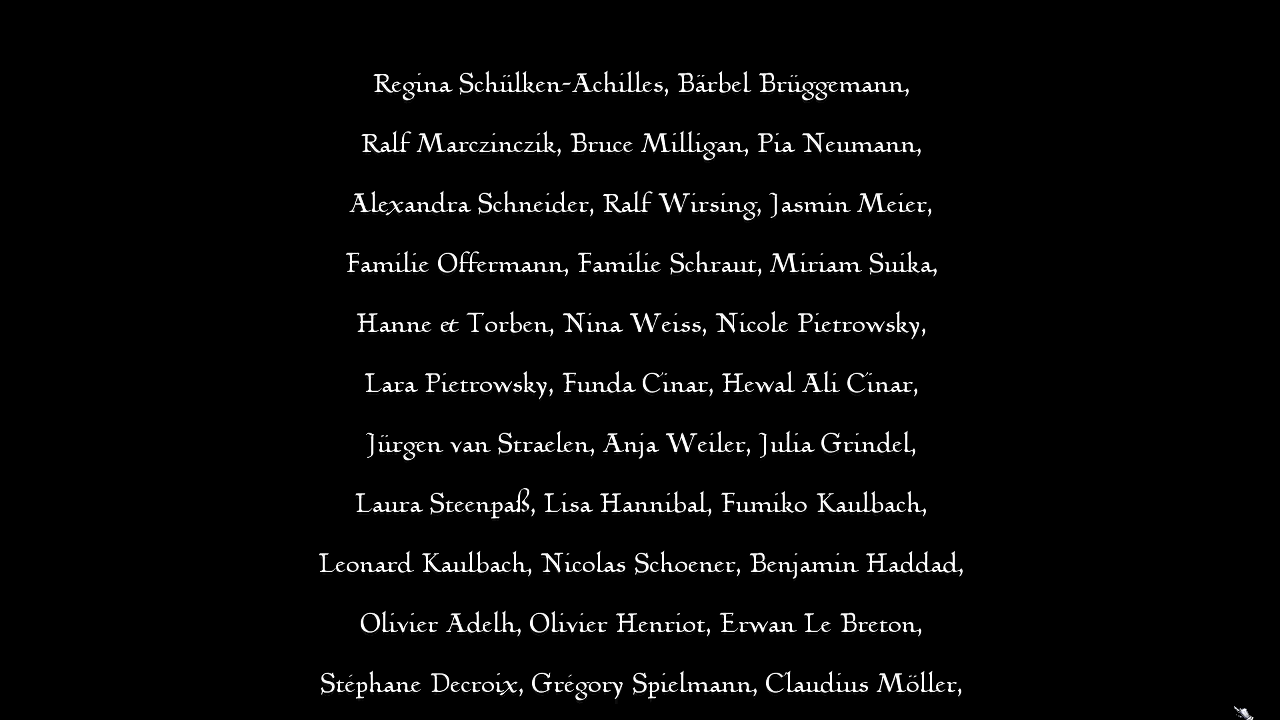 Regina Schülken-Achilles, Bärbel Brüggemann,
Ralf Marczinczik, Bruce Milligan, Pia Neumann,
Alexandra Schneider, Ralf Wirsing, Jasmin Meier,
Familie Offermann, Familie Schraut, Miriam Suika,
Hanne & Torben, Nina Weiss, Nicole Pietrowsky,
Lara Pietrowsky, Funda Cinar, Hewal Ali Cinar,
Jürgen van Straelen, Anja Weiler, Julia Grindel,
Laura Steenpaß, Lisa Hannibal, Fumiko Kaulbach,
Leonard Kaulbach, Nicolas Schoener, Benjamin Haddad,
Olivier Adelh, Olivier Henriot, Erwan Le Breton,
Stéphane Decroix, Grégory Spielmann, Claudius Möller,